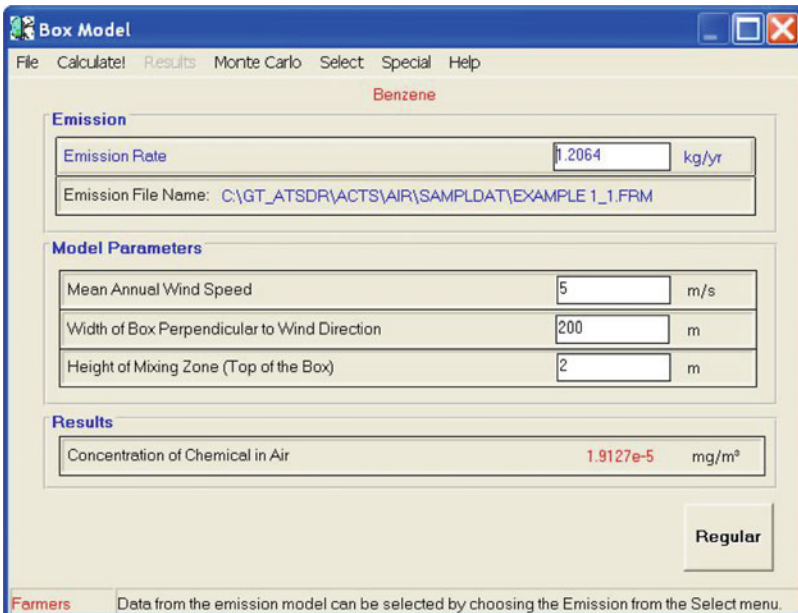 Box Model
File Calculate! Results Monte Carlo Select Special Help
Benzene
Emission
Emission Rate 1.2064 kg/yr
Emission File Name: C:\GT_ATSDR\ACTS\AIR\SAMPLDAT\EXAMPLE 1_1.FRM
Model Parameters
Mean Annual Wind Speed 5 m/s
Width of Box Perpendicular to Wind Direction 200 m
Height of Mixing Zone (Top of the Box) 2 m
Results
Concentration of Chemical in Air 1.9127e-5 mg/m³
Regular
Farmers Data from the emission model can be selected by choosing the Emission from the Select menu.